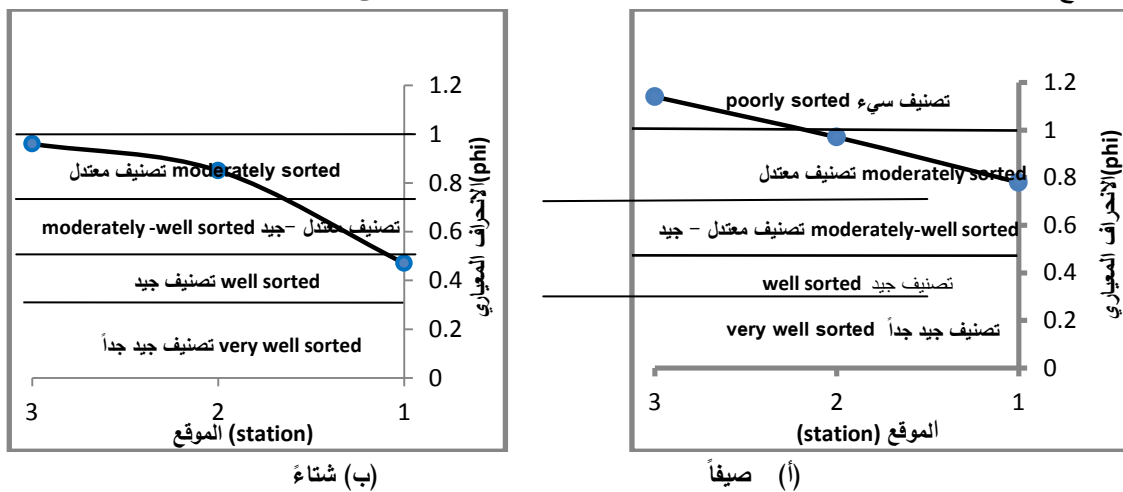 1.2
1
0.8
0.6
0.4
0.2
0
الانحراف المعياري(phi)
تصنيف سيء poorly sorted
تصنيف معتدل moderately sorted
تصنيف معتدل – جيد moderately-well sorted
تصنيف جيد well sorted
تصنيف جيد جداً very well sorted
1
2
3
الموقع (station)
(أ) صيفاً
1.2
1
0.8
0.6
0.4
0.2
0
الانحراف المعياري(phi)
تصنيف معتدل moderately sorted
تصنيف معتدل –جيد moderately -well sorted
تصنيف جيد well sorted
تصنيف جيد جداً very well sorted
1
2
3
الموقع (station)
(ب) شتاءً